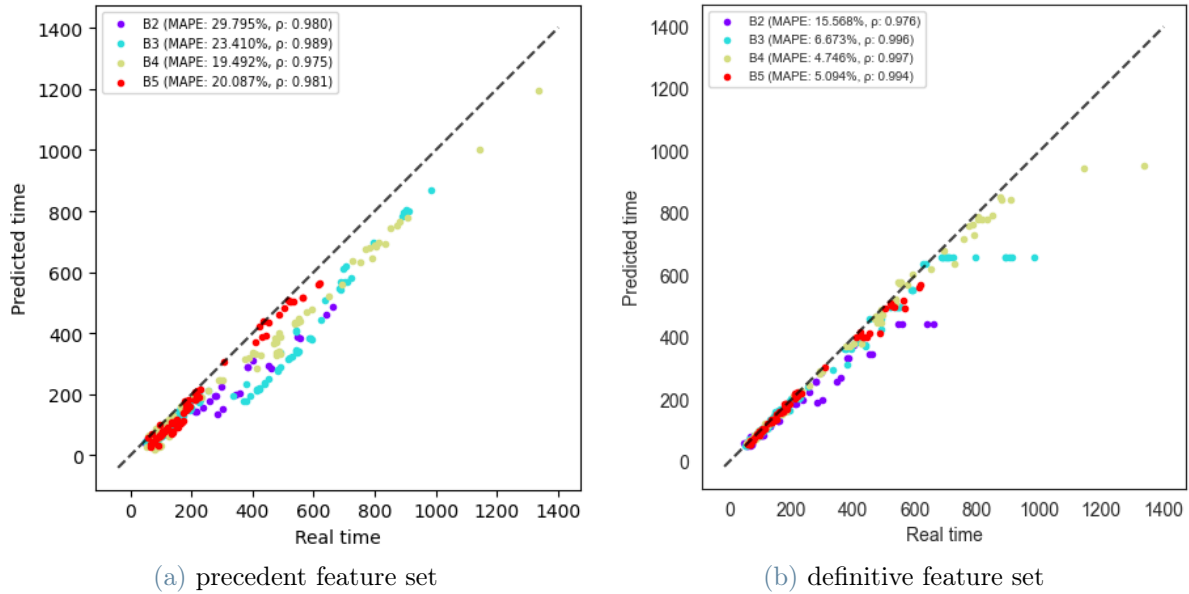 B2 (MAPE: 29.795%, ρ: 0.980)
B3 (MAPE: 23.410%, ρ: 0.989)
B4 (MAPE: 19.492%, ρ: 0.975)
B5 (MAPE: 20.087%, ρ: 0.981)
1400
1200
1000
800
600
400
200
0
Predicted time
0 200 400 600 800 1000 1200 1400
Real time
(a) precedent feature set
B2 (MAPE: 15.568%, ρ: 0.976)
B3 (MAPE: 6.673%, ρ: 0.996)
B4 (MAPE: 4.746%, ρ: 0.997)
B5 (MAPE: 5.094%, ρ: 0.994)
1400
1200
1000
800
600
400
200
0
Predicted time
0 200 400 600 800 1000 1200 1400
Real time
(b) definitive feature set